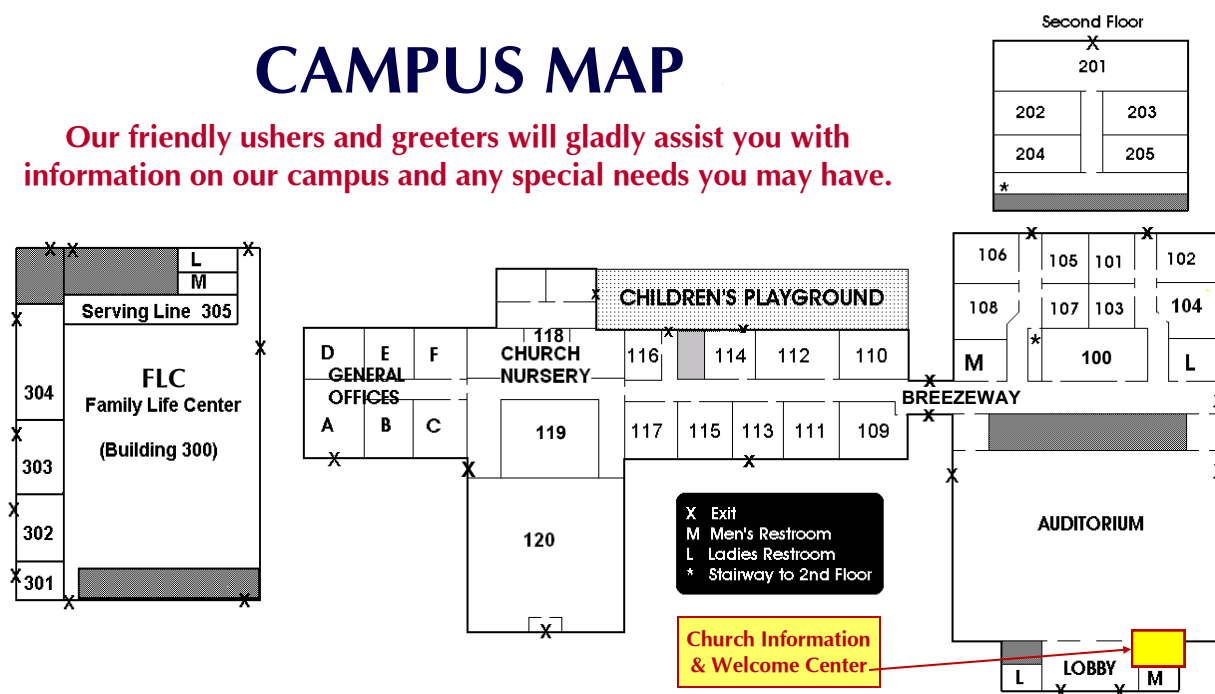 CAMPUS MAP
Our friendly ushers and greeters will gladly assist you with
information on our campus and any special needs you may have.
Second Floor
X
201
202 203
204 205
*
X X X
L
M
Serving Line 305
X
X
304
FLC
Family Life Center
(Building 300)
X
303
X
302
X
301
X X
CHILDREN'S PLAYGROUND
X
X X
118
D E F
CHURCH
NURSERY
116 114 112 110
GENERAL
OFFICES
A B C
119
117 115 113 111 109
X X X
120
X
X X
106 105 101 102
108 107 103 104
*
M 100 L
X
BREEZEWAY
X
X
AUDITORIUM
X Exit
M Men's Restroom
L Ladies Restroom
* Stairway to 2nd Floor
Church Information
& Welcome Center
LOBBY
L M
X X